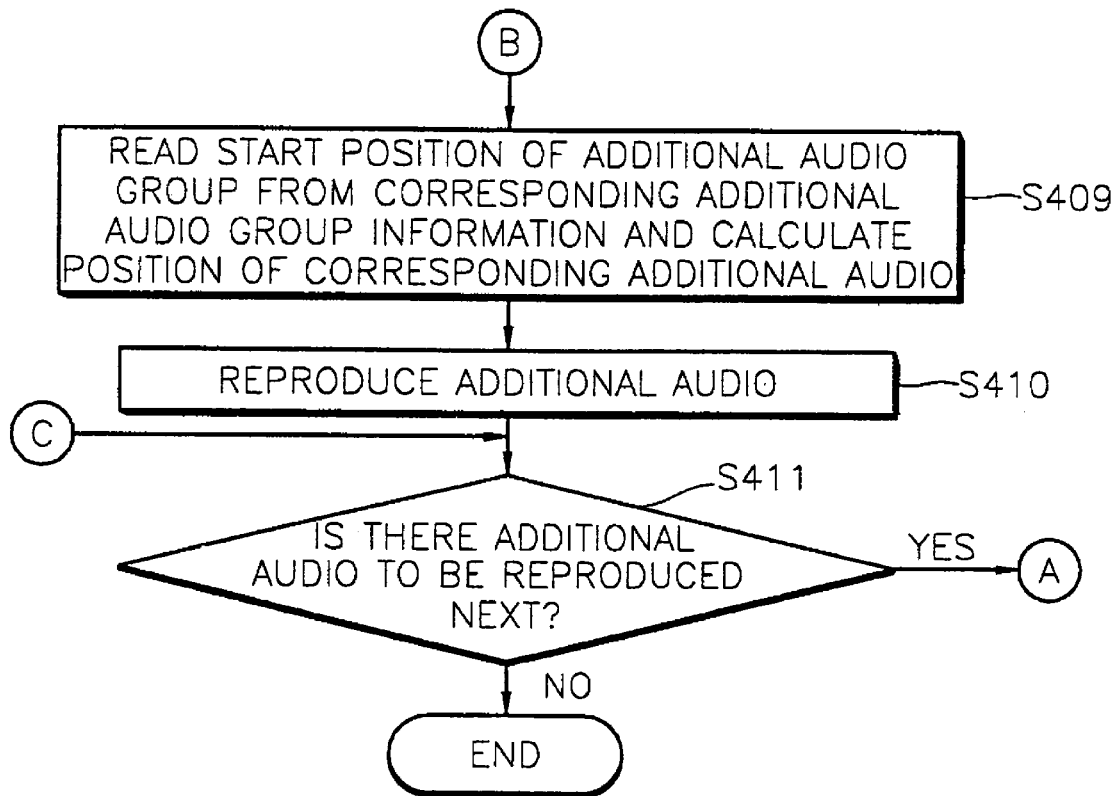 B
READ START POSITION OF ADDITIONAL AUDIO
GROUP FROM CORRESPONDING ADDITIONAL
AUDIO GROUP INFORMATION AND CALCULATE
POSITION OF CORRESPONDING ADDITIONAL AUDIO
S409
REPRODUCE ADDITIONAL AUDIO
S410
C
S411
IS THERE ADDITIONAL
AUDIO TO BE REPRODUCED
NEXT?
YES
A
NO
END